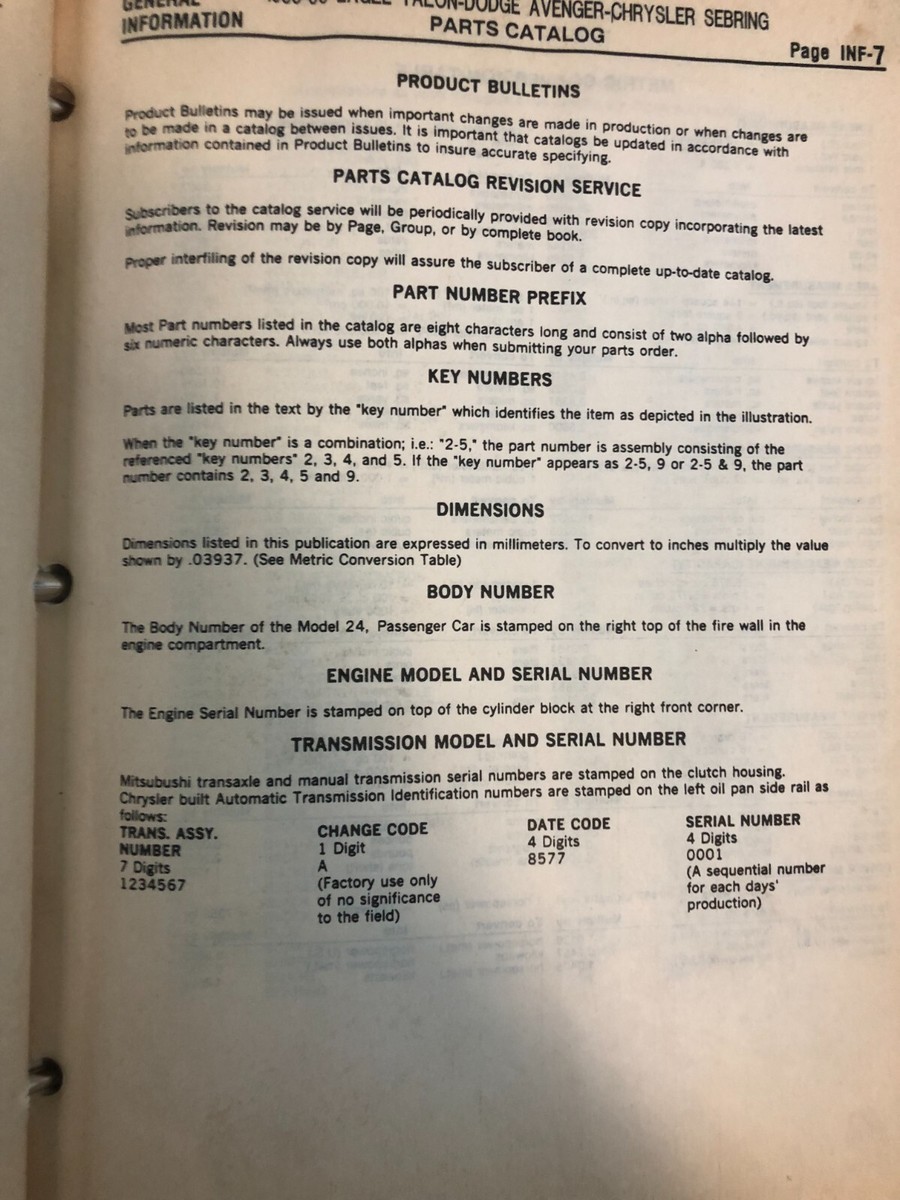 GENERAL
INFORMATION
EAGLE TALON-DODGE AVENGER-CHRYSLER SEBRING
PARTS CATALOG
Page INF-7
PRODUCT BULLETINS
Product Bulletins may be issued when important changes are made in production or when changes are
to be made in a catalog between issues. It is important that catalogs be updated in accordance with
information contained in Product Bulletins to insure accurate specifying.
PARTS CATALOG REVISION SERVICE
Subscribers to the catalog service will be periodically provided with revision copy incorporating the latest
information. Revision may be by Page, Group, or by complete book.
Proper interfiling of the revision copy will assure the subscriber of a complete up-to-date catalog.
PART NUMBER PREFIX
Most Part numbers listed in the catalog are eight characters long and consist of two alpha followed by
six numeric characters. Always use both alphas when submitting your parts order.
KEY NUMBERS
Parts are listed in the text by the "key number" which identifies the item as depicted in the illustration.
When the "key number" is a combination; i.e.: "2-5," the part number is assembly consisting of the
referenced "key numbers" 2, 3, 4, and 5. If the "key number" appears as 2-5, 9 or 2-5 & 9, the part
number contains 2, 3, 4, 5 and 9.
DIMENSIONS
Dimensions listed in this publication are expressed in millimeters. To convert to inches multiply the value
shown by .03937. (See Metric Conversion Table)
BODY NUMBER
The Body Number of the Model 24, Passenger Car is stamped on the right top of the fire wall in the
engine compartment.
ENGINE MODEL AND SERIAL NUMBER
The Engine Serial Number is stamped on top of the cylinder block at the right front corner.
TRANSMISSION MODEL AND SERIAL NUMBER
Mitsubushi transaxle and manual transmission serial numbers are stamped on the clutch housing.
Chrysler built Automatic Transmission Identification numbers are stamped on the left oil pan side rail as
follows:
TRANS. ASSY.
NUMBER
7 Digits
1234567
CHANGE CODE
1 Digit
A
(Factory use only
of no significance
to the field)
DATE CODE
4 Digits
8577
SERIAL NUMBER
4 Digits
0001
(A sequential number
for each days'
production)